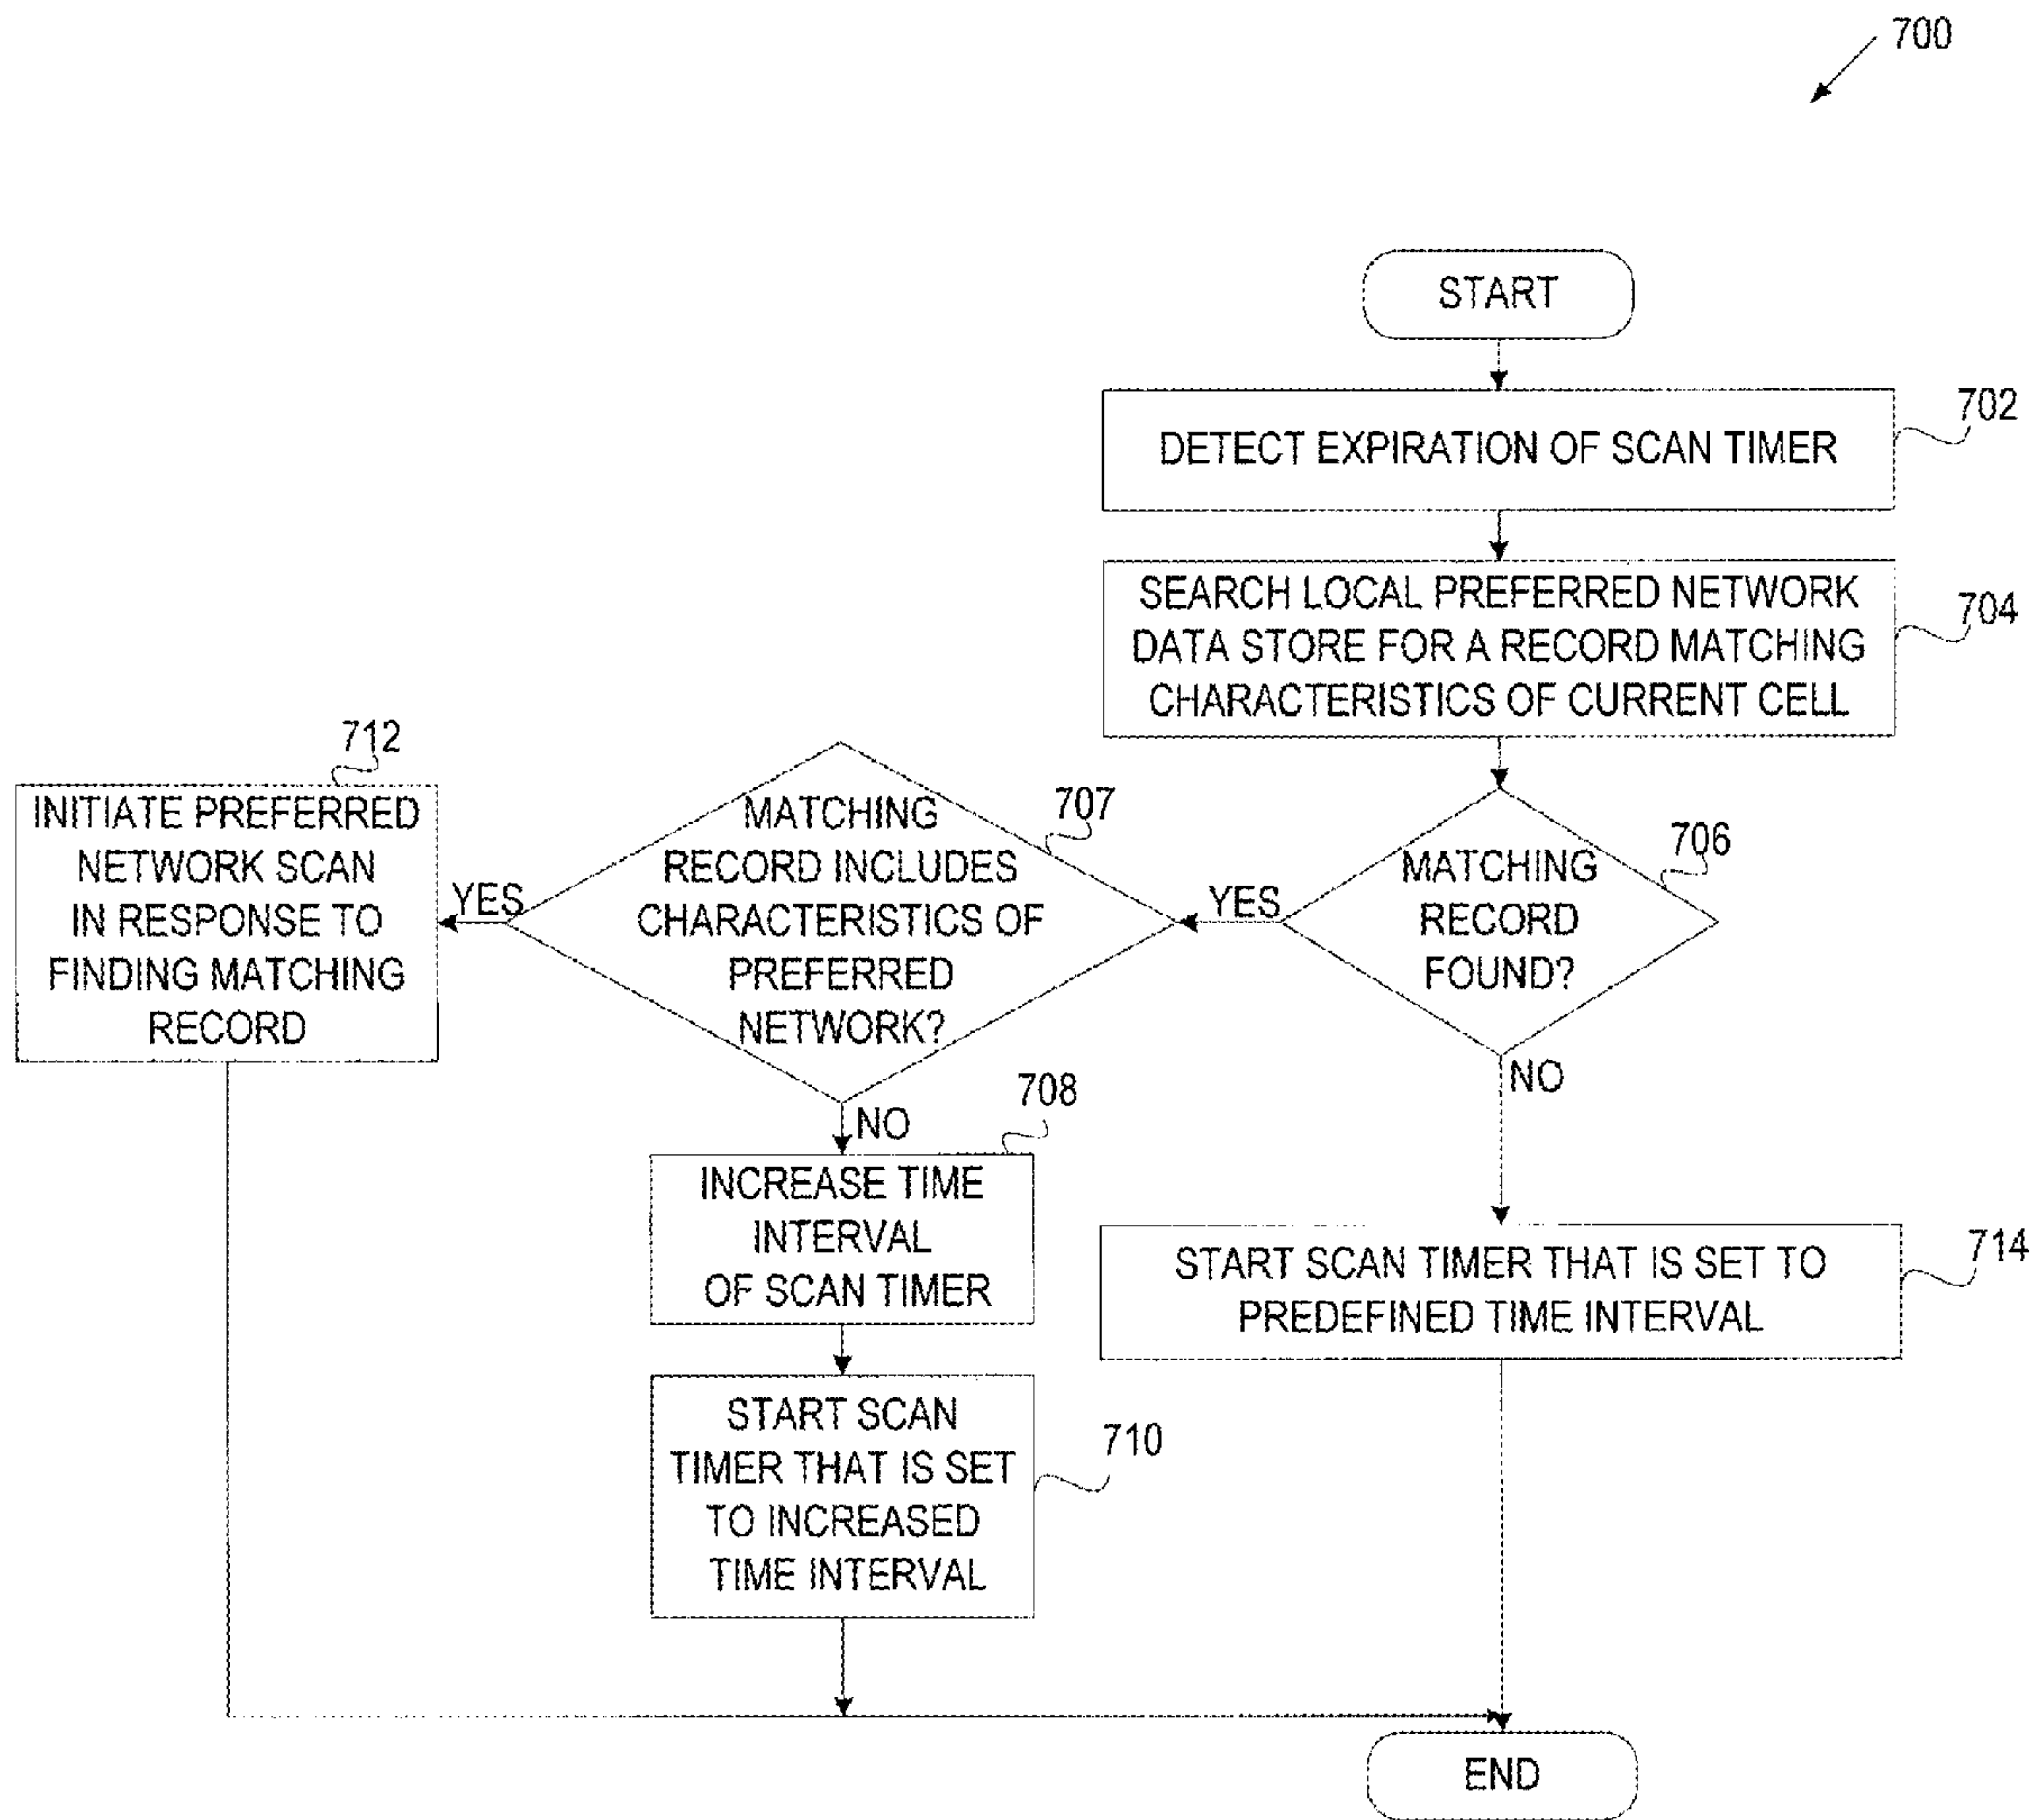 700
START
702
DETECT EXPIRATION OF SCAN TIMER
SEARCH LOCAL PREFERRED NETWORK
DATA STORE FOR A RECORD MATCHING
CHARACTERISTICS OF CURRENT CELL
704
712
INITIATE PREFERRED
NETWORK SCAN
IN RESPONSE TO
FINDING MATCHING
RECORD
YES
MATCHING
RECORD INCLUDES
CHARACTERISTICS OF
PREFERRED
NETWORK?
707
YES
MATCHING
RECORD
FOUND?
706
NO
NO
708
INCREASE TIME
INTERVAL
OF SCAN TIMER
START SCAN TIMER THAT IS SET TO
PREDEFINED TIME INTERVAL
714
START SCAN
TIMER THAT IS SET
TO INCREASED
TIME INTERVAL
710
END